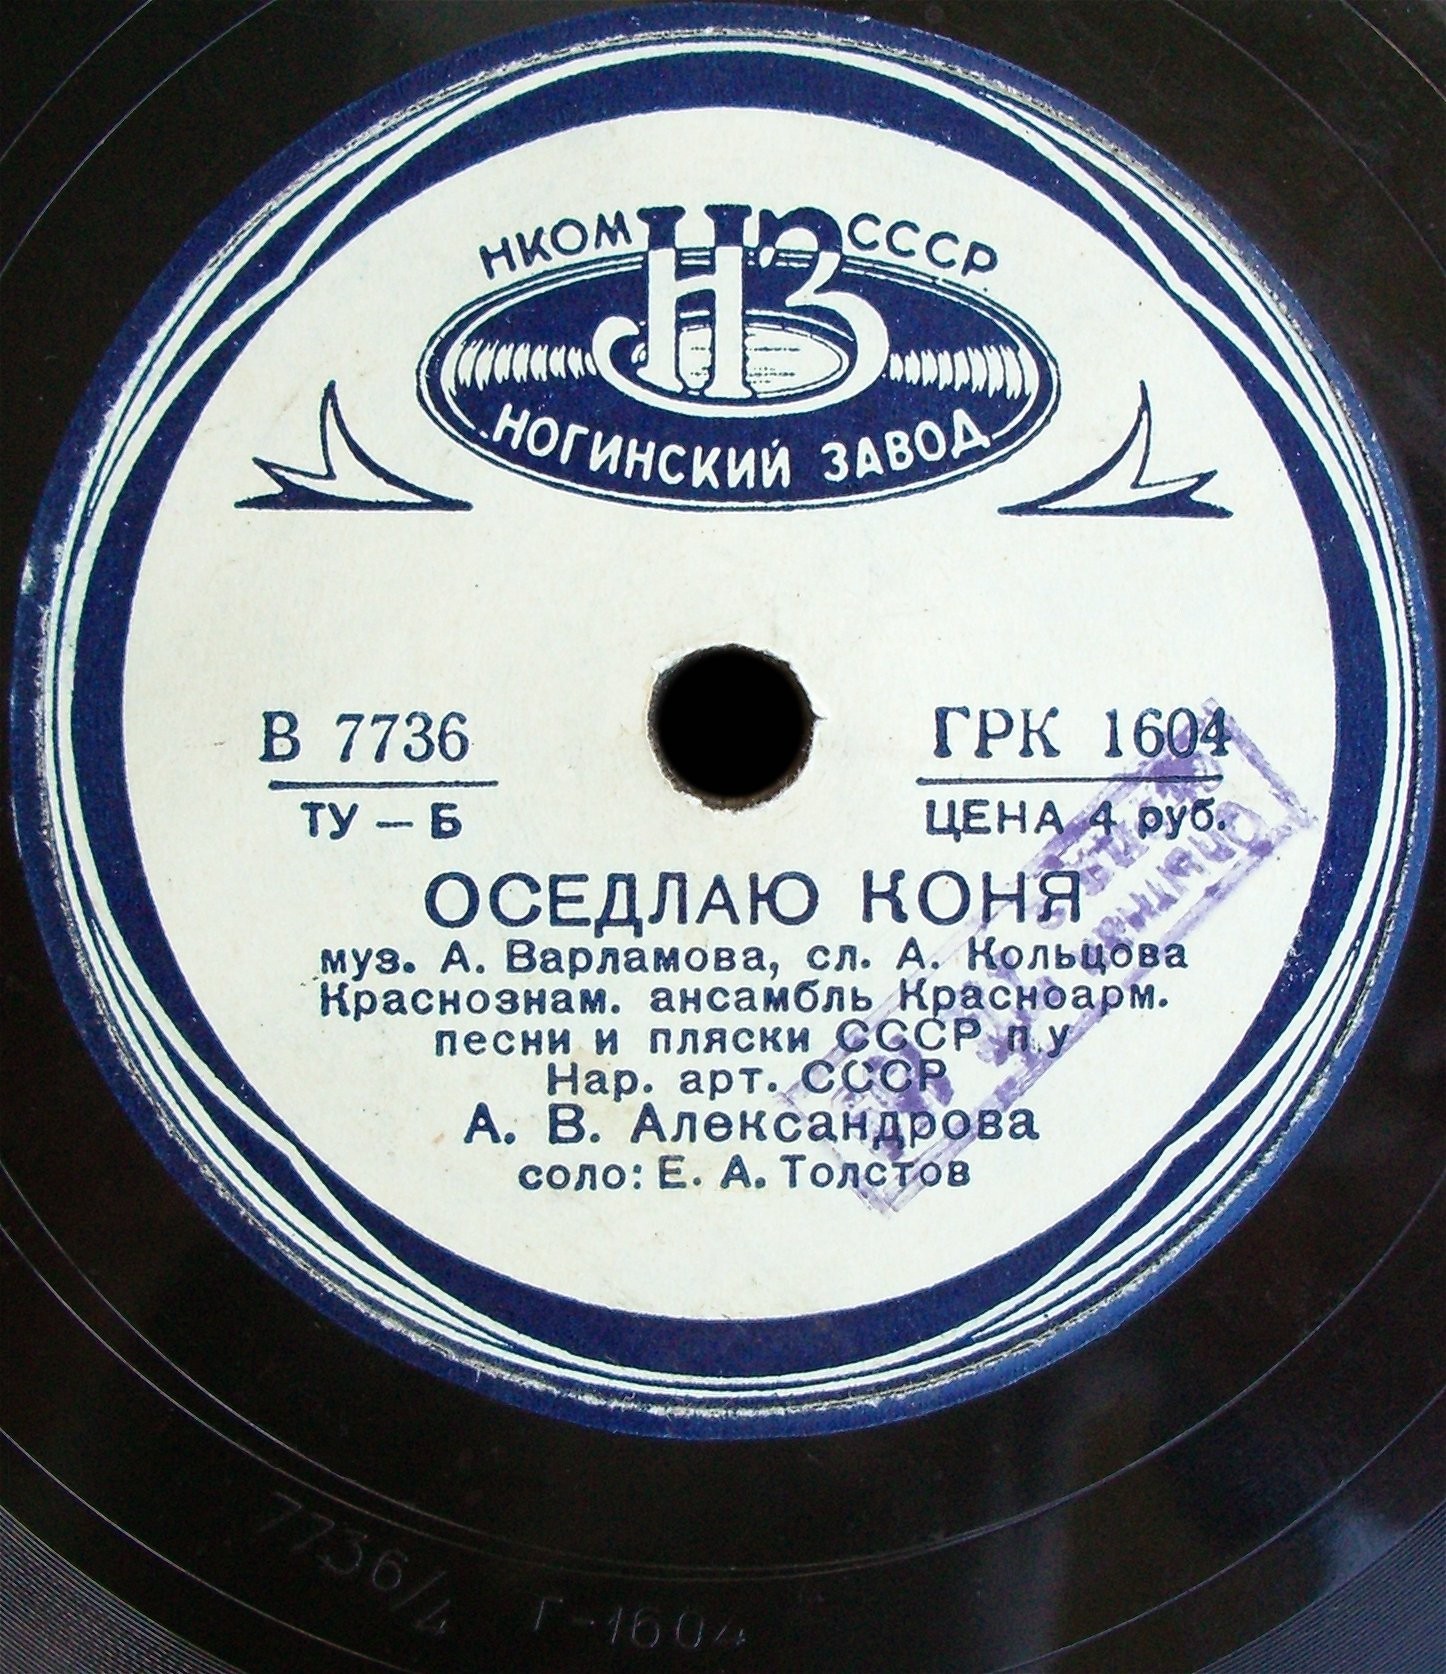 НКОМ НЗ СССР
НОГИНСКИЙ ЗАВОД
В 7736
ГРК 1604
ТУ – Б
ЦЕНА 4 руб.
ОСЕДЛАЮ КОНЯ
муз. А. Варламова, сл. А. Кольцова
Краснознам. ансамбль Красноарм.
песни и пляски СССР п.у
Нар. арт. СССР
А. В. Александрова
соло: Е. А. Толстов
7736/4 Г-1604